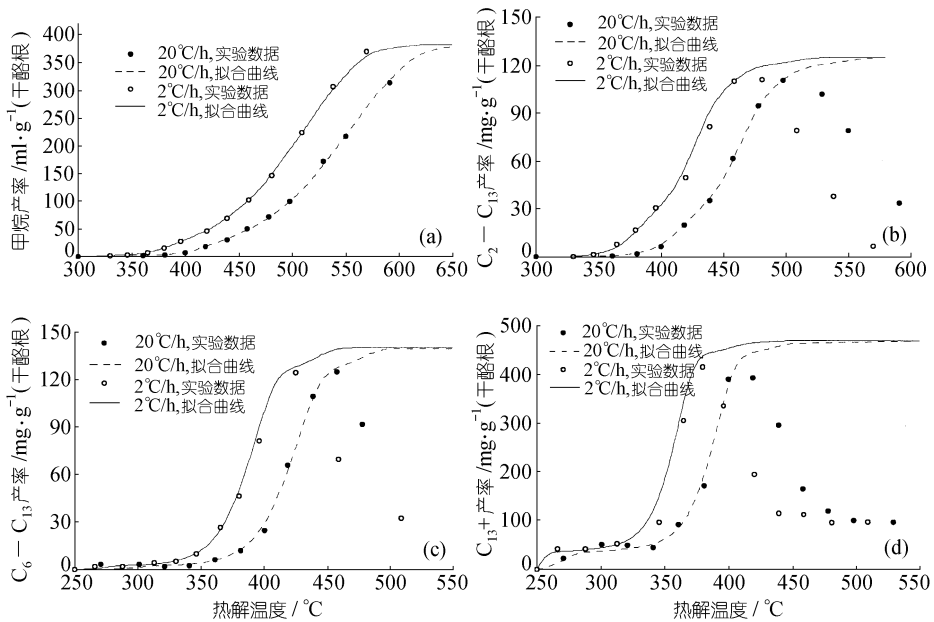 400
350
300
250
200
150
100
50
0
甲烷产率/ml·g⁻¹(干酪根)
20℃/h,实验数据
20℃/h,拟合曲线
2℃/h,实验数据
2℃/h,拟合曲线
(a)
300 350 400 450 500 550 600 650
150
120
90
60
30
0
C₂—C₁₃产率/mg·g⁻¹(干酪根)
20℃/h,实验数据
20℃/h,拟合曲线
2℃/h,实验数据
2℃/h,拟合曲线
(b)
300 350 400 450 500 550 600
150
120
90
60
30
0
C₆—C₁₃产率/mg·g⁻¹(干酪根)
20℃/h,实验数据
20℃/h,拟合曲线
2℃/h,实验数据
2℃/h,拟合曲线
(c)
250 300 350 400 450 500 550
热解温度/℃
500
400
300
200
100
0
C₁₃+产率/mg·g⁻¹(干酪根)
20℃/h,实验数据
20℃/h,拟合曲线
2℃/h,实验数据
2℃/h,拟合曲线
(d)
250 300 350 400 450 500 550
热解温度/℃